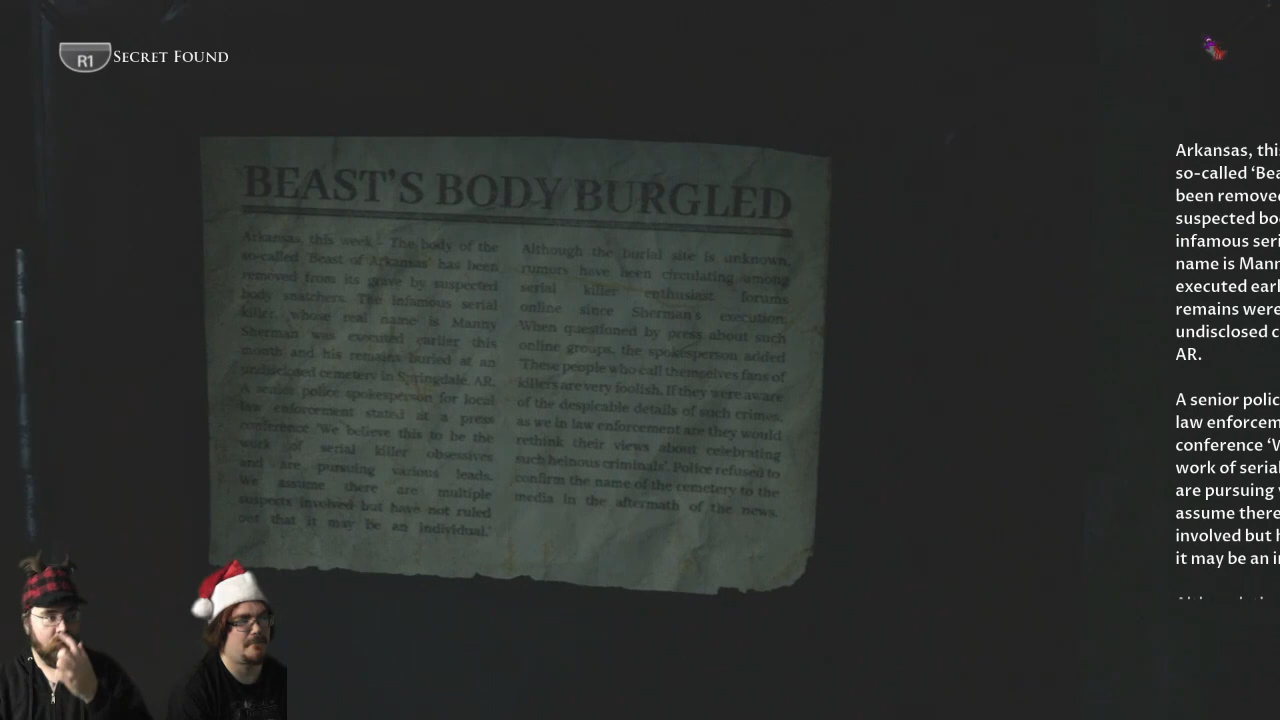 R1 SECRET FOUND
BEAST'S BODY BURGLED
Arkansas, this week - The body of the
so-called 'Beast of Arkansas' has been
removed from its grave by suspected
body snatchers. The infamous serial
killer, whose real name is Manny
Sherman was executed earlier this
month and his remains buried at an
undisclosed cemetery in Springdale, AR.
A senior police spokesperson for local
law enforcement stated at a press
conference 'We believe this to be the
work of serial killer obsessives
and are pursuing various leads.
We assume there are multiple
suspects involved but have not ruled
out that it may be an individual.'
Although the burial site is unknown,
rumors have been circulating among
serial killer enthusiast forums
online since Sherman's execution.
When questioned by press about such
online groups, the spokesperson added
'These people who call themselves fans of
killers are very foolish. If they were aware
of the despicable details of such crimes,
as we in law enforcement are they would
rethink their views about celebrating
such heinous criminals'. Police refused to
confirm the name of the cemetery to the
media in the aftermath of the news.
Arkansas, this
so-called 'Bea
been removed
suspected bo
infamous seri
name is Mann
executed earl
remains were
undisclosed c
AR.
A senior polic
law enforcem
conference 'W
work of serial
are pursuing
assume there
involved but h
it may be an i